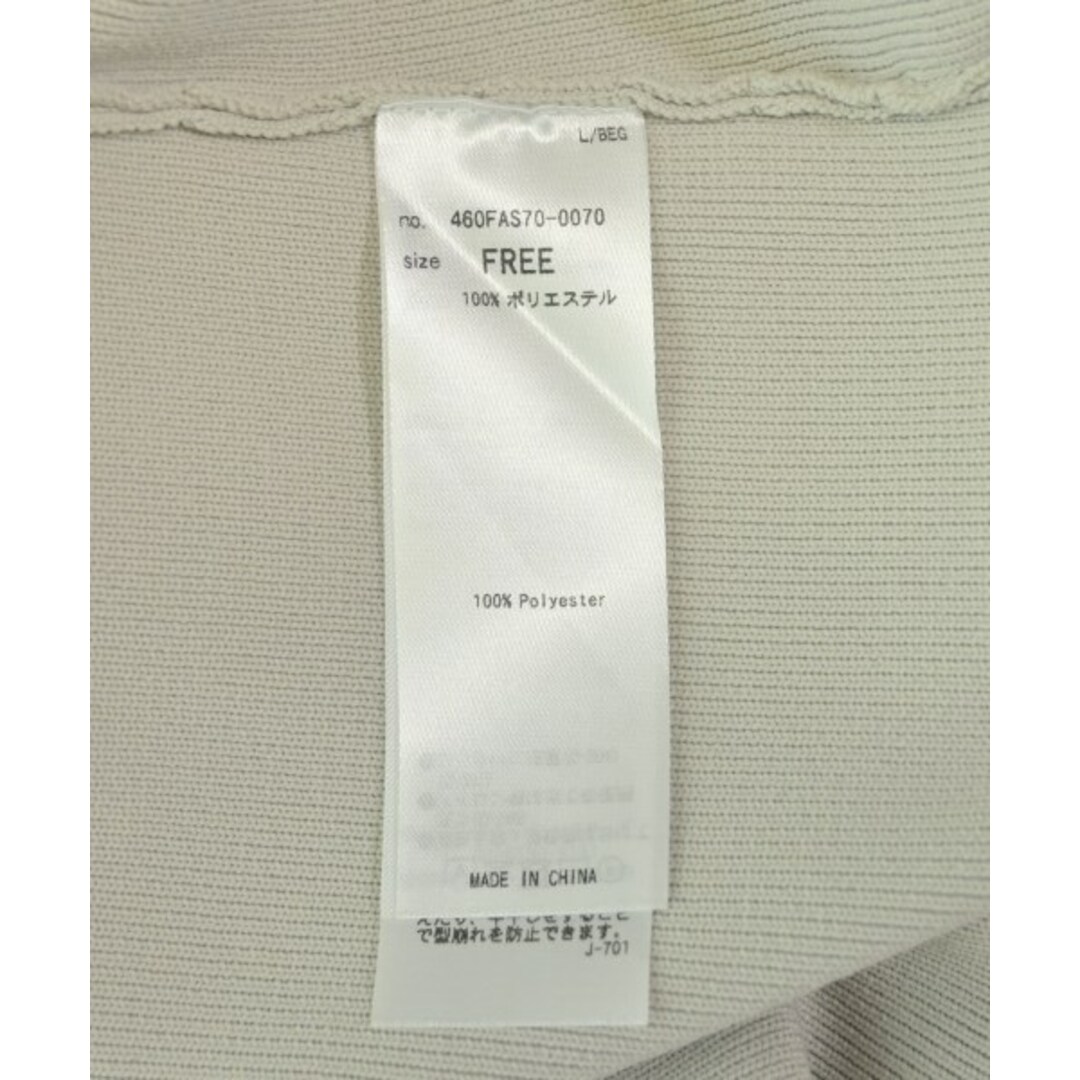 L/BEG
no. 460FAS70-0070
size FREE
100% ポリエステル
100% Polyester
MADE IN CHINA
で型崩れを防止できます。
J-701